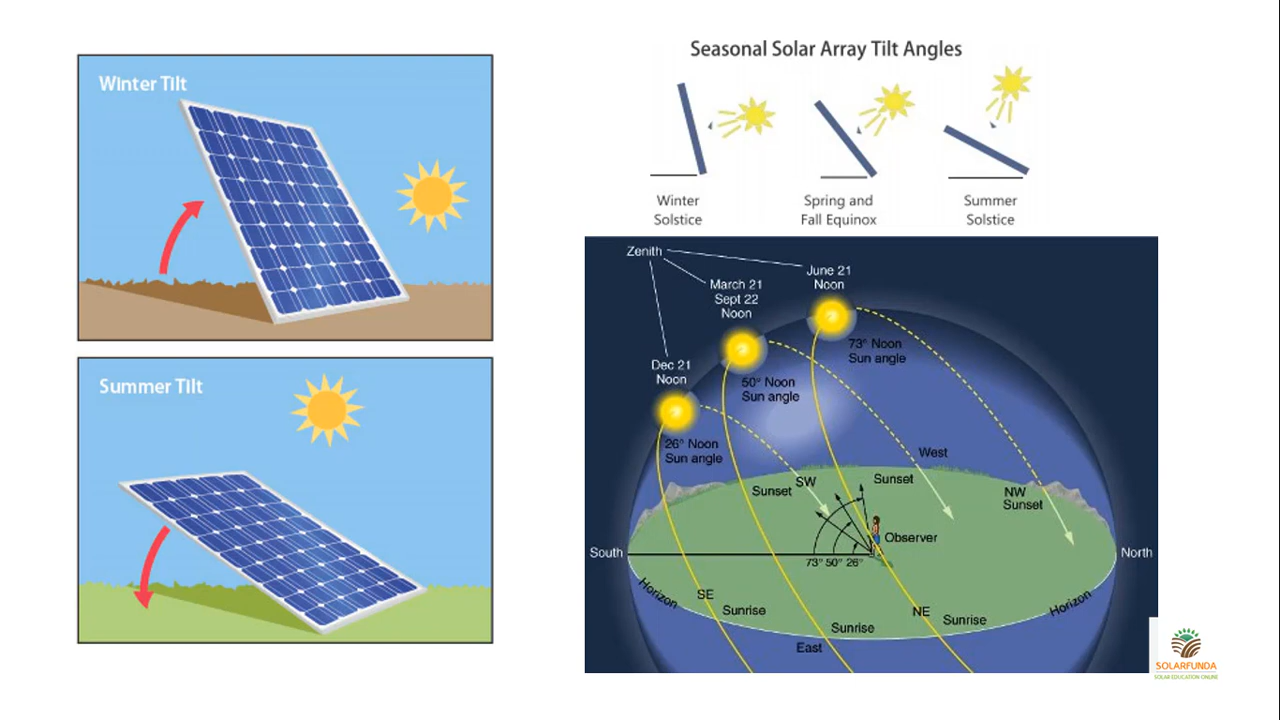 Winter Tilt
Summer Tilt
Seasonal Solar Array Tilt Angles
Winter
Solstice
Spring and
Fall Equinox
Summer
Solstice
Zenith
June 21
Noon
March 21
Sept 22
Noon
Dec 21
Noon
73° Noon
Sun angle
50° Noon
Sun angle
26° Noon
Sun angle
West
Sunset
SW
Sunset
NW
Sunset
Observer
South
73° 50° 26°
North
Horizon
SE
Sunrise
NE
Sunrise
Horizon
Sunrise
East
SOLARFUNDA
SOLAR EDUCATION ONLINE